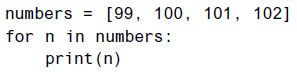 numbers = [99, 100, 101, 102]
for n in numbers:
    print(n)